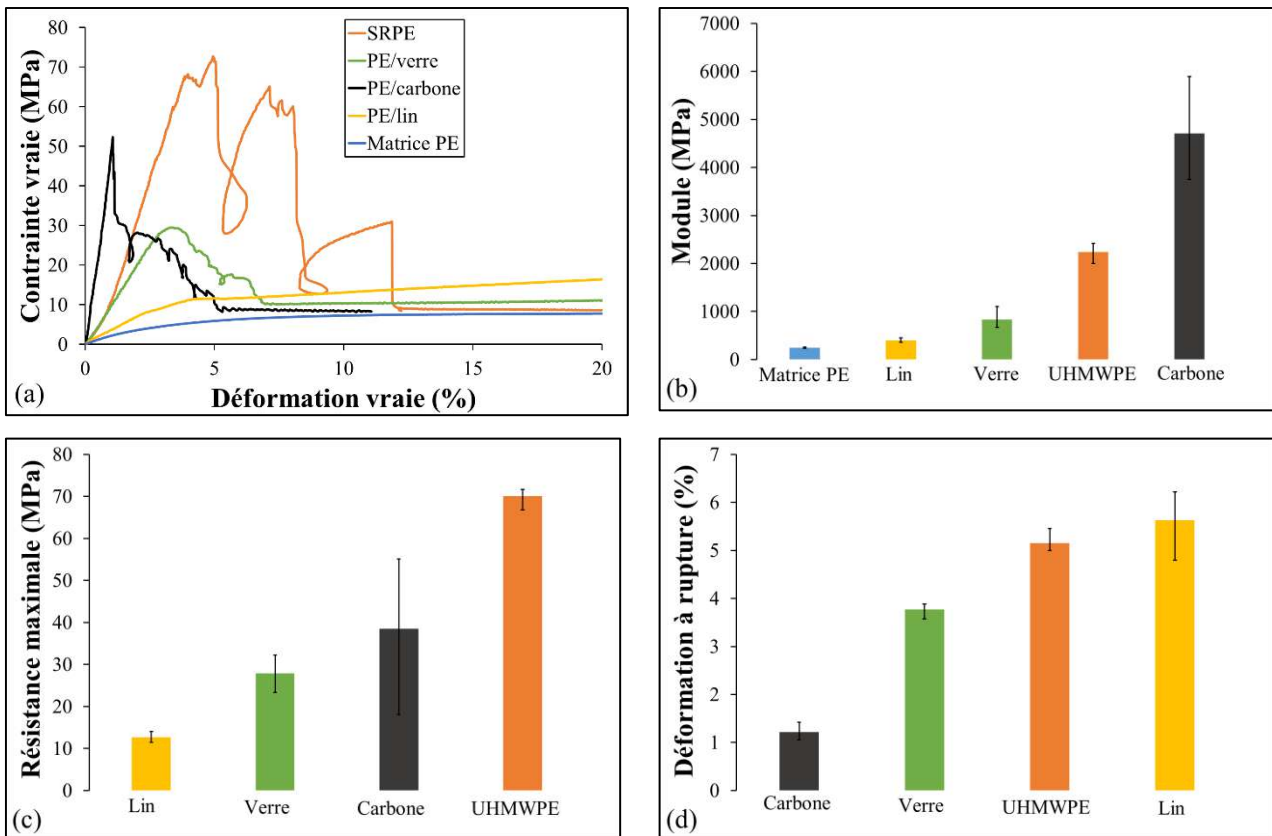 Contrainte vraie (MPa)
80
70
60
50
40
30
20
10
0
SRPE
PE/verre
PE/carbone
PE/lin
Matrice PE
0 5 10 15 20
Déformation vraie (%)
(a)
Module (MPa)
7000
6000
5000
4000
3000
2000
1000
0
Matrice PE Lin Verre UHMWPE Carbone
(b)
Résistance maximale (MPa)
80
70
60
50
40
30
20
10
0
Lin Verre Carbone UHMWPE
(c)
Déformation à rupture (%)
7
6
5
4
3
2
1
0
Carbone Verre UHMWPE Lin
(d)